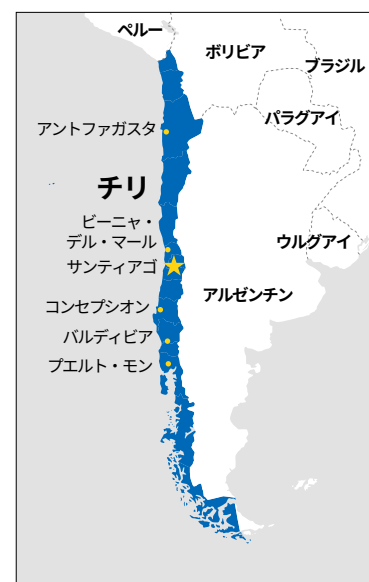 ペルー
ボリビア
ブラジル
パラグアイ
アントファガスタ
チリ
ビーニャ・
デル・マール
サンティアゴ
ウルグアイ
アルゼンチン
コンセプシオン
バルディビア
プエルト・モン